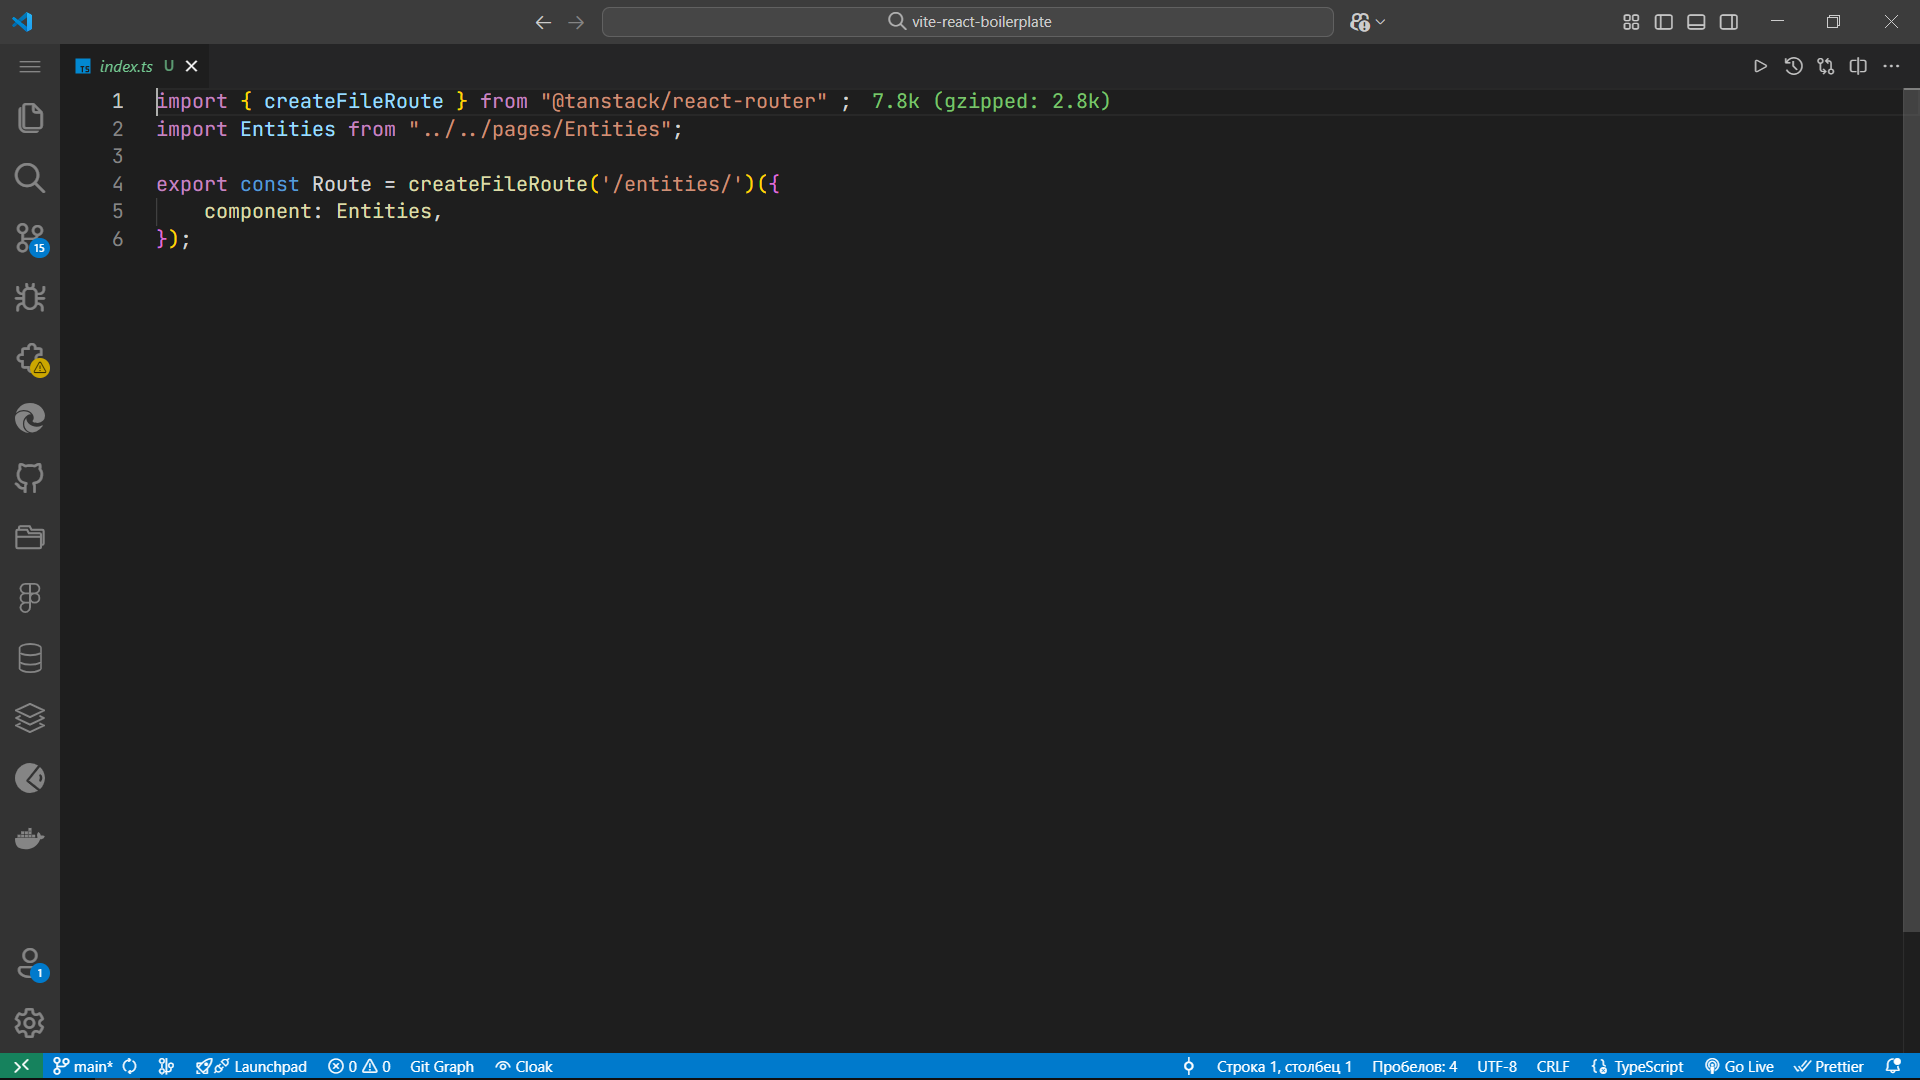 vite-react-boilerplate
TS index.ts U
1 import { createFileRoute } from "@tanstack/react-router" ; 7.8k (gzipped: 2.8k)
2 import Entities from "../../pages/Entities";
3
4 export const Route = createFileRoute('/entities/')({
5 component: Entities,
6 });
15
1
main* Launchpad 0 0 Git Graph Cloak Строка 1, столбец 1 Пробелов: 4 UTF-8 CRLF TypeScript Go Live Prettier